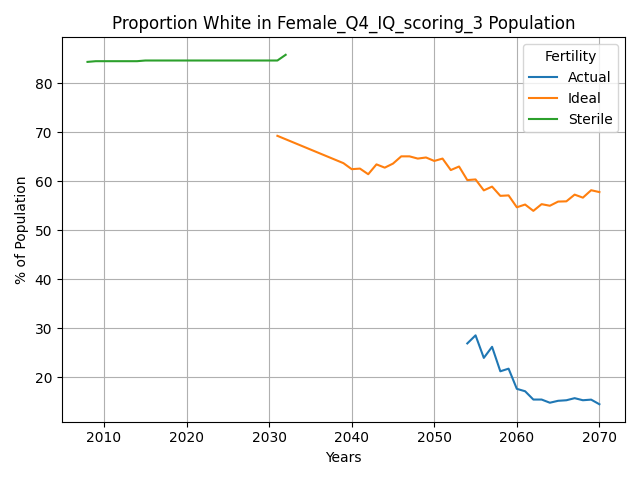 Proportion White in Female_Q4_IQ_scoring_3 Population
Fertility
Actual
Ideal
Sterile
% of Population
80
70
60
50
40
30
20
2010 2020 2030 2040 2050 2060 2070
Years